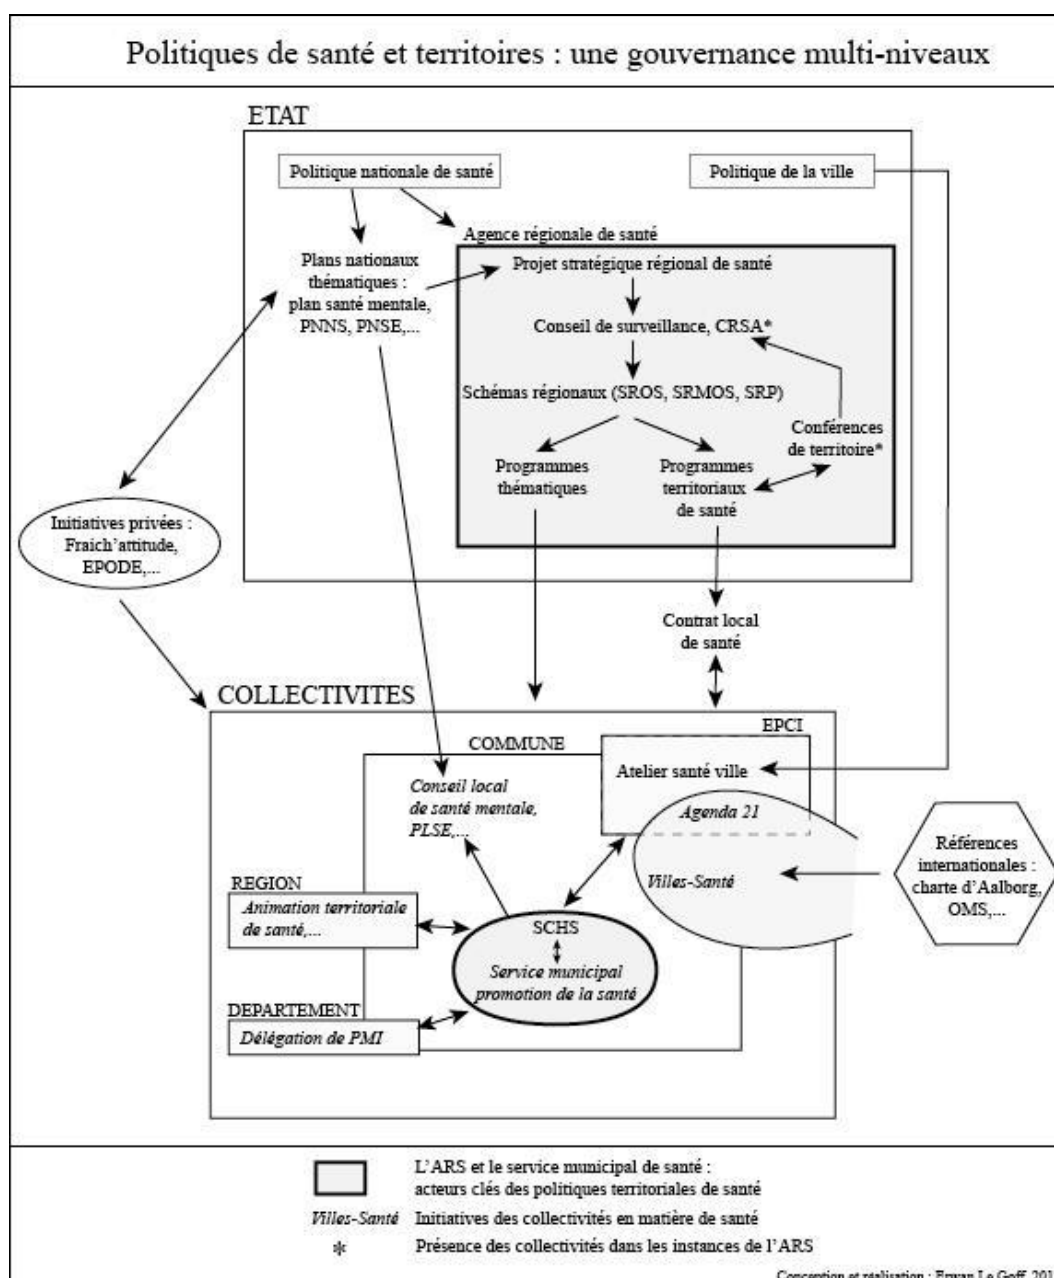 Politiques de santé et territoires : une gouvernance multi-niveaux
ETAT
Politique nationale de santé
Politique de la ville
Agence régionale de santé
Plans nationaux
thématiques :
plan santé mentale,
PNNS, PNSE,...
Projet stratégique régional de santé
Conseil de surveillance, CRSA*
Schémas régionaux (SROS, SRMOS, SRP)
Conférences
de territoire*
Programmes
thématiques
Programmes
territoriaux
de santé
Initiatives privées :
Fraich'attitude,
EPODE,...
Contrat local
de santé
COLLECTIVITES
EPCI
COMMUNE
Atelier santé ville
Conseil local
de santé mentale,
PLSE,...
Agenda 21
Références
internationales :
charte d'Aalborg,
OMS,...
Villes-Santé
REGION
Animation territoriale
de santé,...
SCHS
Service municipal
promotion de la santé
DEPARTEMENT
Délégation de PMI
L'ARS et le service municipal de santé :
acteurs clés des politiques territoriales de santé
Villes-Santé Initiatives des collectivités en matière de santé
* Présence des collectivités dans les instances de l'ARS
Conception et réalisation : Erwan Le Goff, 201